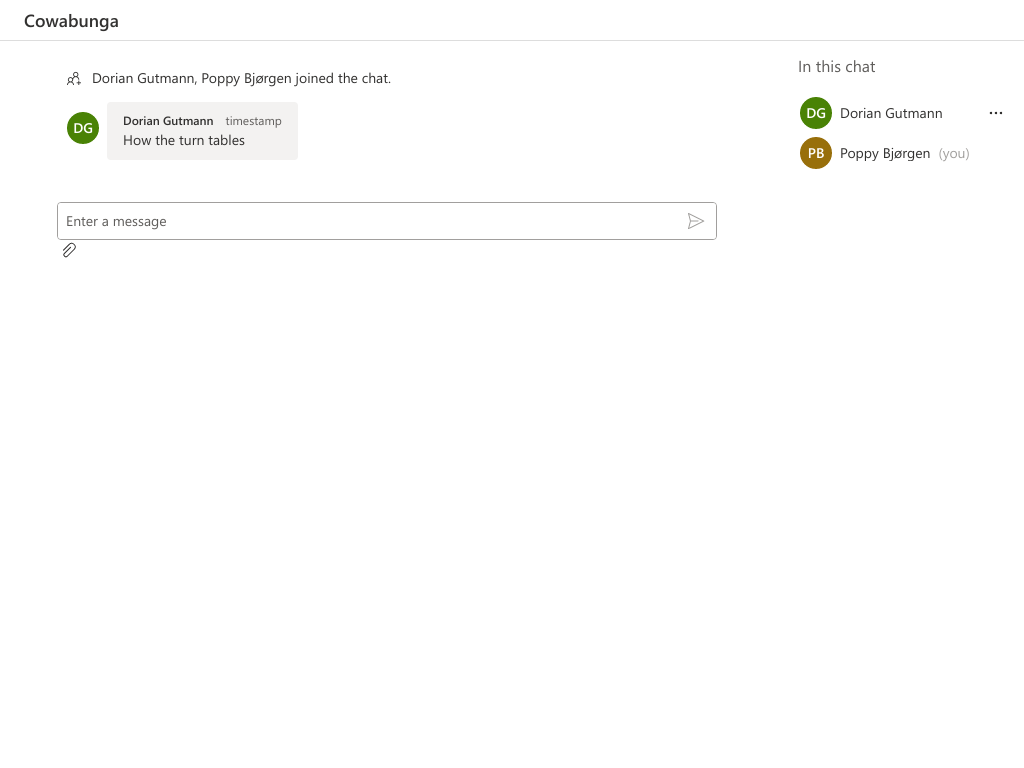 Cowabunga
Dorian Gutmann, Poppy Bjørgen joined the chat.
DG
Dorian Gutmann timestamp
How the turn tables
Enter a message
In this chat
DG Dorian Gutmann
PB Poppy Bjørgen (you)